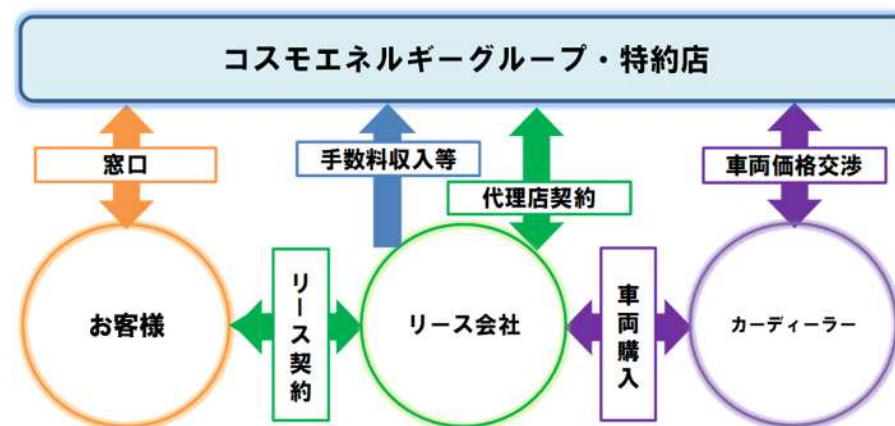 コスモエネルギーグループ・特約店
窓口
手数料収入等
代理店契約
車両価格交渉
お客様
リース契約
リース会社
車両購入
カーディーラー